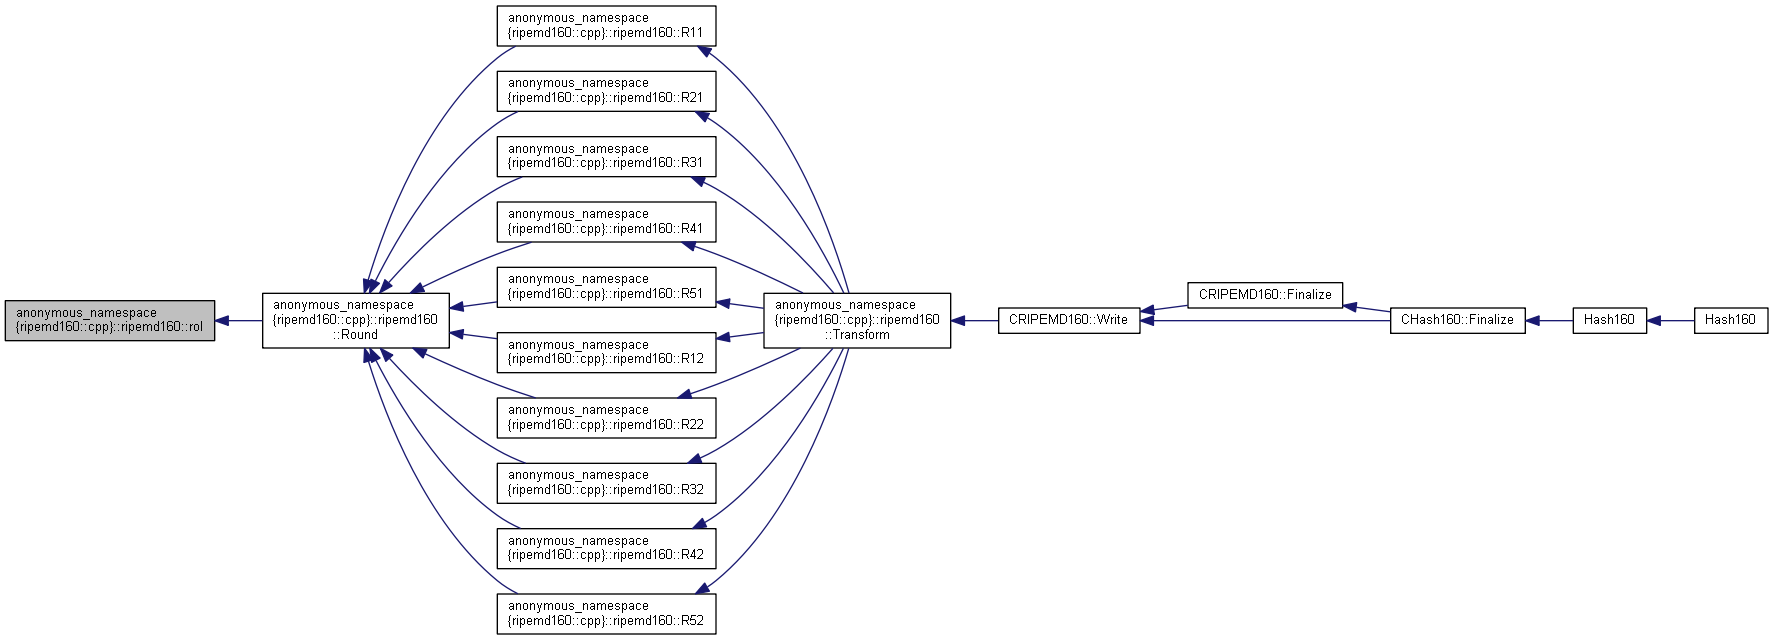 anonymous_namespace
{ripemd160::cpp}::ripemd160::rol
anonymous_namespace
{ripemd160::cpp}::ripemd160
::Round
anonymous_namespace
{ripemd160::cpp}::ripemd160::R11
anonymous_namespace
{ripemd160::cpp}::ripemd160::R21
anonymous_namespace
{ripemd160::cpp}::ripemd160::R31
anonymous_namespace
{ripemd160::cpp}::ripemd160::R41
anonymous_namespace
{ripemd160::cpp}::ripemd160::R51
anonymous_namespace
{ripemd160::cpp}::ripemd160::R12
anonymous_namespace
{ripemd160::cpp}::ripemd160::R22
anonymous_namespace
{ripemd160::cpp}::ripemd160::R32
anonymous_namespace
{ripemd160::cpp}::ripemd160::R42
anonymous_namespace
{ripemd160::cpp}::ripemd160::R52
anonymous_namespace
{ripemd160::cpp}::ripemd160
::Transform
CRIPEMD160::Write
CRIPEMD160::Finalize
CHash160::Finalize
Hash160
Hash160